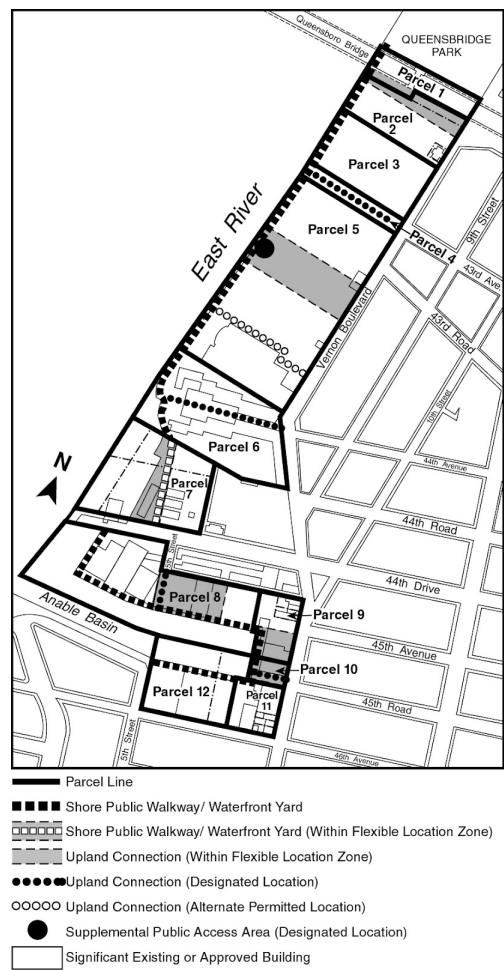 QUEENSBRIDGE
PARK
Queensboro Bridge
Parcel 1
Parcel
2
Parcel 3
9th Street
Parcel 4
43rd Ave
East River
Parcel 5
43rd Road
Vernon Boulevard
10th Street
Parcel 6
44th Avenue
N
Parcel
7
44th Road
5th Street
44th Drive
Parcel 8
Parcel 9
Anable Basin
45th Avenue
Parcel 10
Parcel 12
Parcel
11
45th Road
5th Street
46th Avenue
Parcel Line
Shore Public Walkway/ Waterfront Yard
Shore Public Walkway/ Waterfront Yard (Within Flexible Location Zone)
Upland Connection (Within Flexible Location Zone)
Upland Connection (Designated Location)
Upland Connection (Alternate Permitted Location)
Supplemental Public Access Area (Designated Location)
Significant Existing or Approved Building